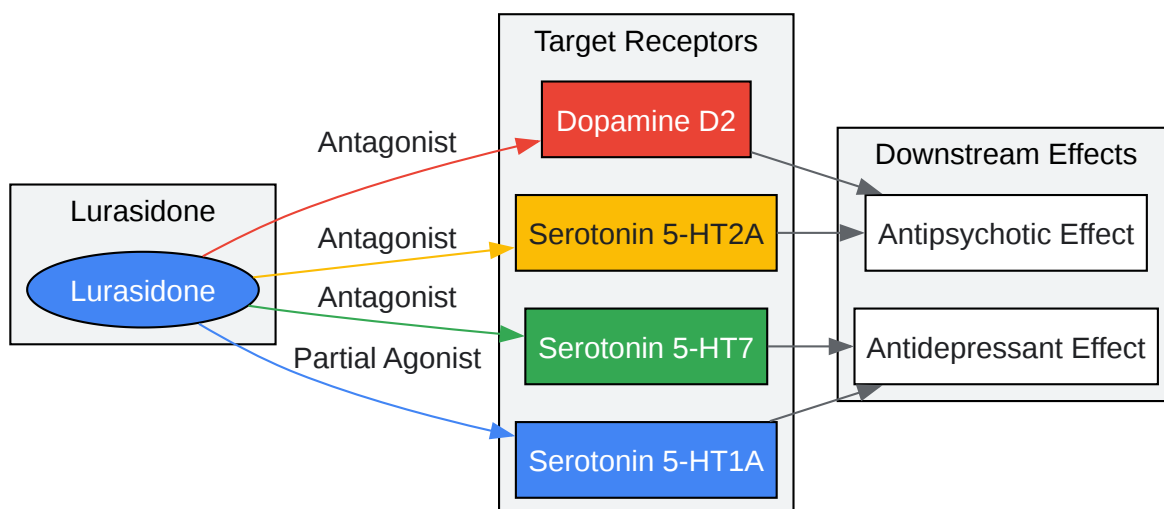 Lurasidone
Lurasidone
Antagonist
Antagonist
Antagonist
Partial Agonist
Target Receptors
Dopamine D2
Serotonin 5-HT2A
Serotonin 5-HT7
Serotonin 5-HT1A
Downstream Effects
Antipsychotic Effect
Antidepressant Effect